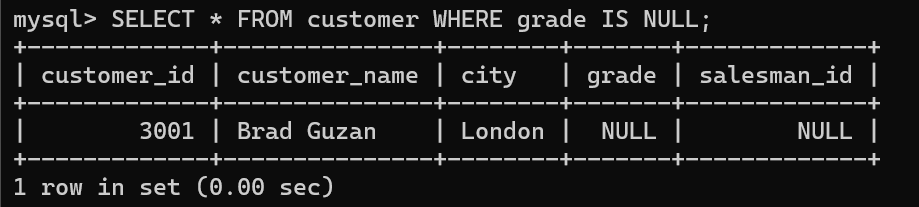 mysql> SELECT * FROM customer WHERE grade IS NULL;
+-------------+---------------+--------+-------+-------------+
| customer_id | customer_name | city   | grade | salesman_id |
+-------------+---------------+--------+-------+-------------+
|        3001 | Brad Guzan    | London |  NULL |        NULL |
+-------------+---------------+--------+-------+-------------+
1 row in set (0.00 sec)